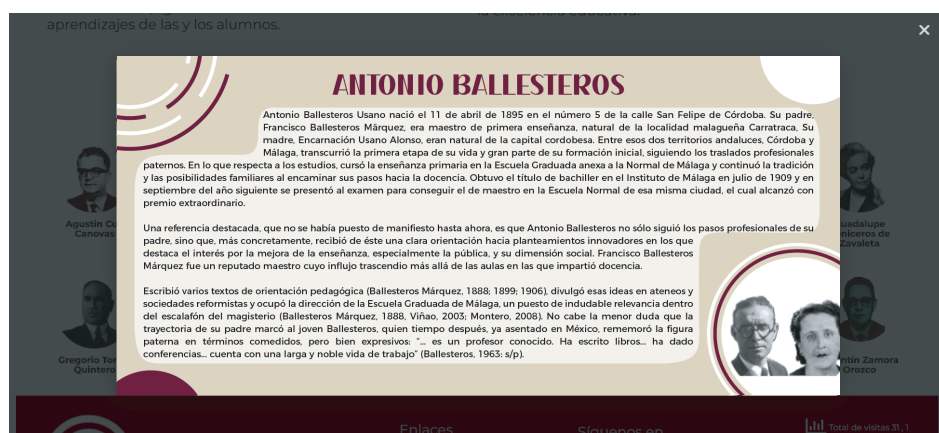 la excelencia educativa.
aprendizajes de las y los alumnos.
×
ANTONIO BALLESTEROS
Antonio Ballesteros Usano nació el 11 de abril de 1895 en el número 5 de la calle San Felipe de Córdoba. Su padre,
Francisco Ballesteros Márquez, era maestro de primera enseñanza, natural de la localidad malagueña Carratraca, Su
madre, Encarnación Usano Alonso, eran natural de la capital cordobesa. Entre esos dos territorios andaluces, Córdoba y
Málaga, transcurrió la primera etapa de su vida y gran parte de su formación inicial, siguiendo los traslados profesionales
paternos. En lo que respecta a los estudios, cursó la enseñanza primaria en la Escuela Graduada anexa a la Normal de Málaga y continuó la tradición
y las posibilidades familiares al encaminar sus pasos hacia la docencia. Obtuvo el título de bachiller en el Instituto de Málaga en julio de 1909 y en
septiembre del año siguiente se presentó al examen para conseguir el de maestro en la Escuela Normal de esa misma ciudad, el cual alcanzó con
premio extraordinario.
Una referencia destacada, que no se había puesto de manifiesto hasta ahora, es que Antonio Ballesteros no sólo siguió los pasos profesionales de su
padre, sino que, más concretamente, recibió de éste una clara orientación hacia planteamientos innovadores en los que
destaca el interés por la mejora de la enseñanza, especialmente la pública, y su dimensión social. Francisco Ballesteros
Márquez fue un reputado maestro cuyo influjo trascendio más allá de las aulas en las que impartió docencia.
Escribió varios textos de orientación pedagógica (Ballesteros Márquez, 1888; 1899; 1906), divulgó esas ideas en ateneos y
sociedades reformistas y ocupó la dirección de la Escuela Graduada de Málaga, un puesto de indudable relevancia dentro
del escalafón del magisterio (Ballesteros Márquez, 1888, Viñao, 2003; Montero, 2008). No cabe la menor duda que la
trayectoria de su padre marcó al joven Ballesteros, quien tiempo después, ya asentado en México, rememoró la figura
paterna en términos comedidos, pero bien expresivos: "... es un profesor conocido. Ha escrito libros... ha dado
conferencias... cuenta con una larga y noble vida de trabajo" (Ballesteros, 1963: s/p).
Agustín Cu
Canovas
uadalupe
niceros de
Zavaleta
Gregorio Tor
Quintero
ntín Zamora
Orozco
Enlaces
Síguenos en
Total de visitas 31 , 1